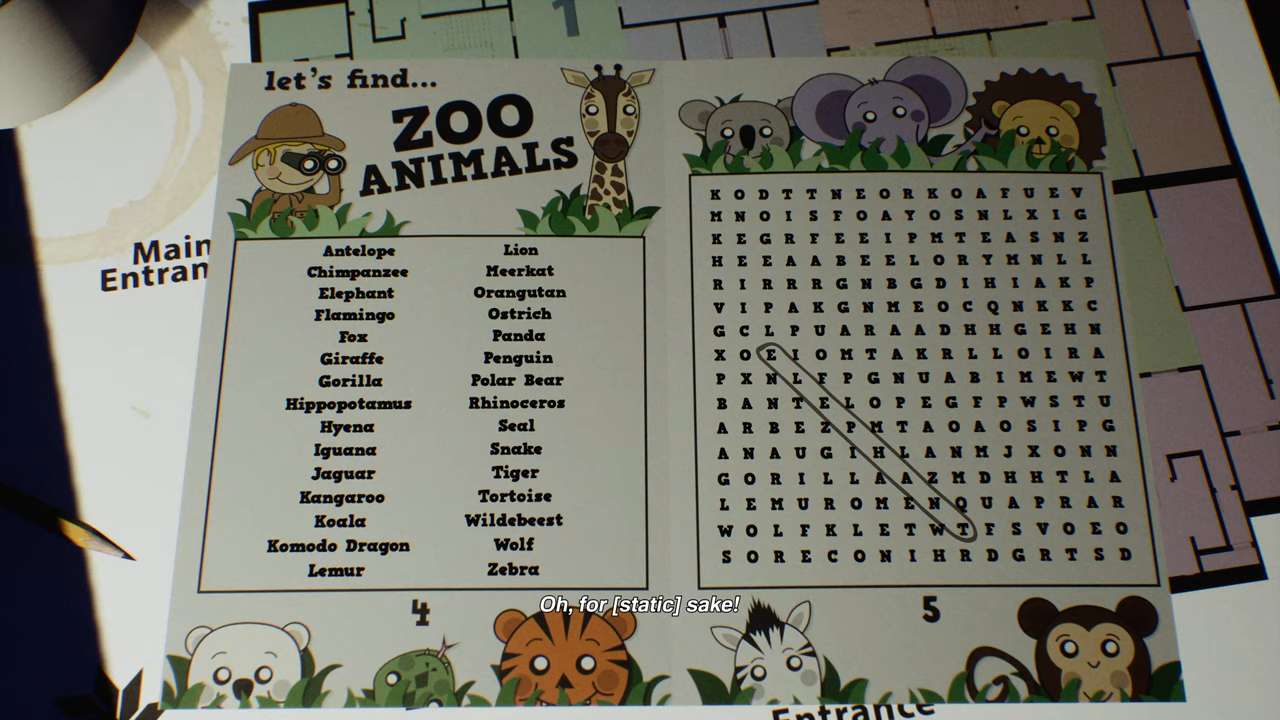 1
let's find...
ZOO
ANIMALS
Main
Entran
Antelope
Chimpanzee
Elephant
Flamingo
Fox
Giraffe
Gorilla
Hippopotamus
Hyena
Iguana
Jaguar
Kangaroo
Koala
Komodo Dragon
Lemur
Lion
Meerkat
Orangutan
Ostrich
Panda
Penguin
Polar Bear
Rhinoceros
Seal
Snake
Tiger
Tortoise
Wildebeest
Wolf
Zebra
K O D T T N E O R K O A F U E V
M N O I S F O A Y O S N L X I G
K E G R F E E I P M T E A S N Z
H E E A A B E E L O R Y M N L L
R I R R R G N B G D I H I A K P
V I P A K G N M E O C Q N K K C
G C L P U A R A A D H H G E H N
X O E I O M T A K R L L O I R A
P X N L F P G N U A B I M E W T
B A N T E L O P E G F P W S T U
A R B E Z P M T A O A O S I P G
A N A U G I H L A N M J X O N N
G O R I L L A A Z M D H H T L A
L E M U R O M E N Q U A P R A R
W O L F K L E T W T F S V O E O
S O R E C O N I H R D G R T S D
4
5
Oh, for [static] sake!
Entrance